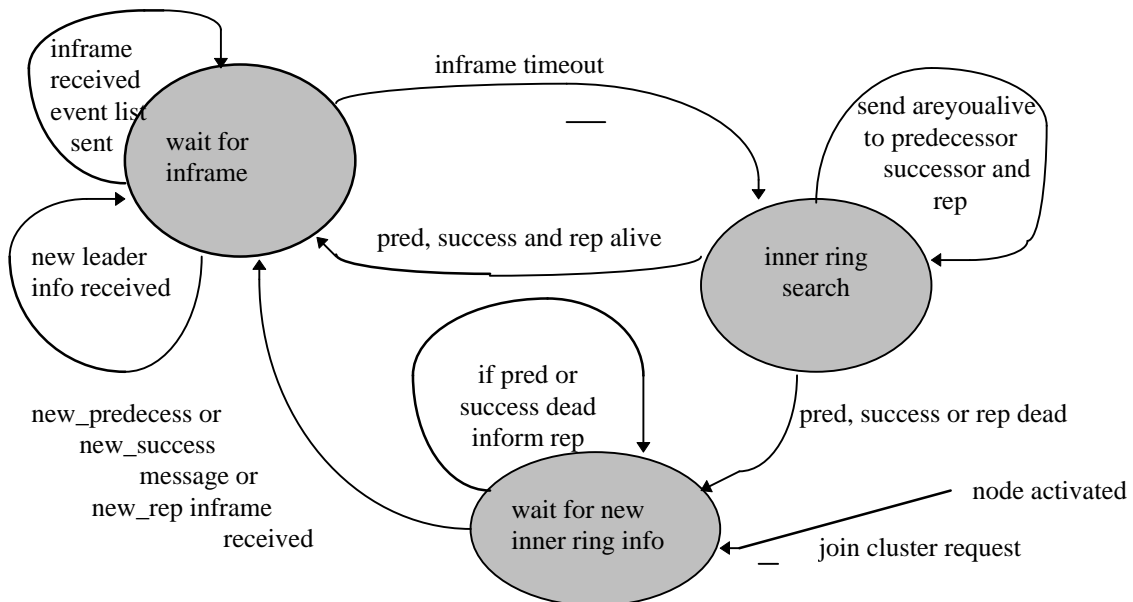 inframe
received
event list
sent
inframe timeout
send areyoualive
to predecessor
successor and
rep
wait for
inframe
pred, success and rep alive
inner ring
search
new leader
info received
if pred or
success dead
inform rep
new_predecess or
new_success
message or
new_rep inframe
received
pred, success or rep dead
wait for new
inner ring info
node activated
join cluster request